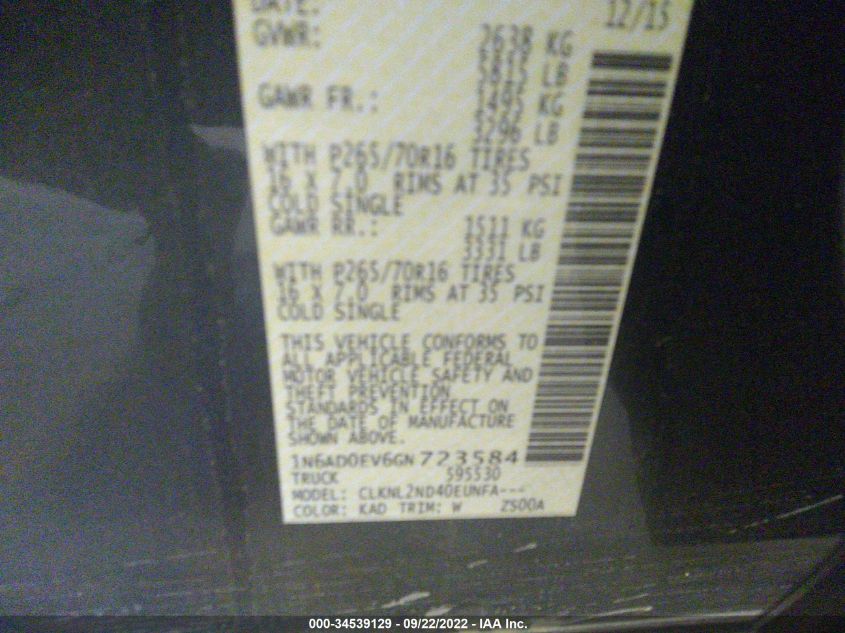 DATE: 12/15
GVWR: 2638 KG
5815 LB
GAWR FR.: 1495 KG
3296 LB
WITH P265/70R16 TIRES
16 X 7.0 RIMS AT 35 PSI
COLD SINGLE
GAWR RR.: 1511 KG
3331 LB
WITH P265/70R16 TIRES
16 X 7.0 RIMS AT 35 PSI
COLD SINGLE
THIS VEHICLE CONFORMS TO
ALL APPLICABLE FEDERAL
MOTOR VEHICLE SAFETY AND
THEFT PREVENTION
STANDARDS IN EFFECT ON
THE DATE OF MANUFACTURE
SHOWN ABOVE.
1N6AD0EV6GN723584
TRUCK 595530
MODEL: CLKNL2ND40EUNFA---
COLOR: KAD TRIM: W ZS00A
000-34539129 - 09/22/2022 - IAA Inc.